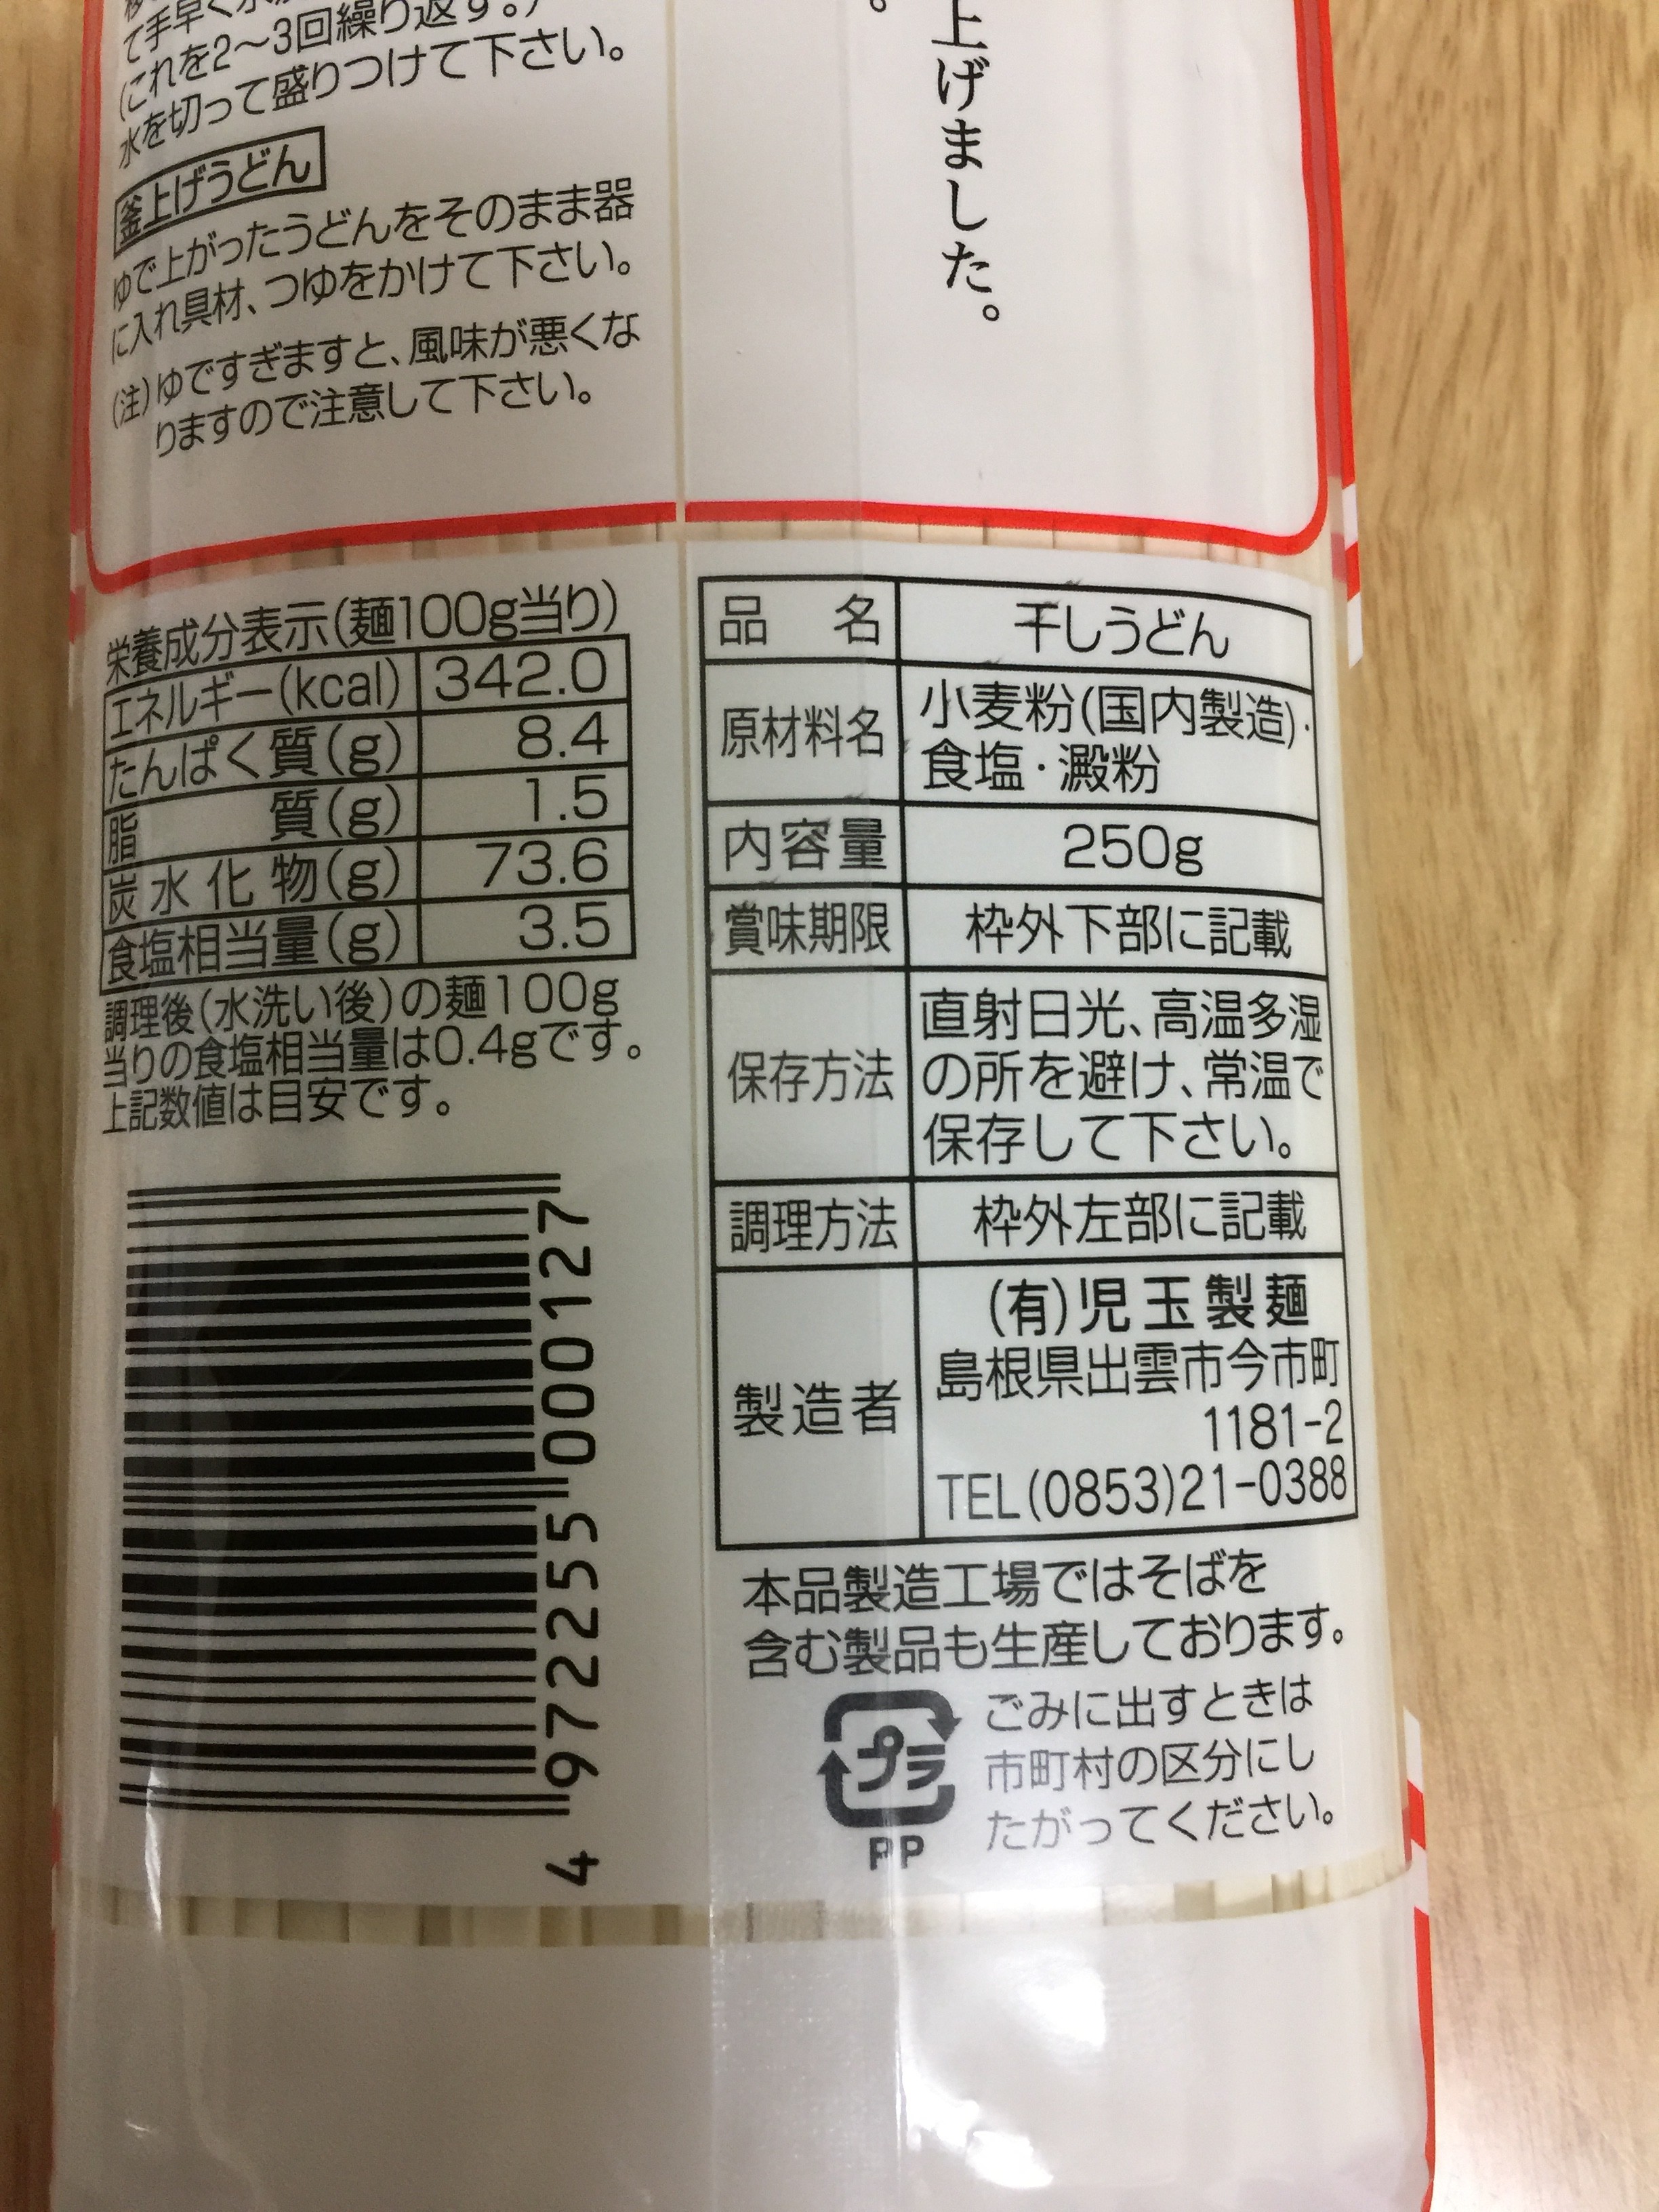 て手早く
(これを2〜3回繰り返す。)
水を切って盛りつけて下さい。
釜上げうどん
ゆで上がったうどんをそのまま器
に入れ具材、つゆをかけて下さい。
(注)ゆですぎますと、風味が悪くな
りますので注意して下さい。
上げました。
栄養成分表示(麺100g当り)
エネルギー(kcal) 342.0
たんぱく質(g) 8.4
脂質(g) 1.5
炭水化物(g) 73.6
食塩相当量(g) 3.5
調理後(水洗い後)の麺100g
当りの食塩相当量は0.4gです。
上記数値は目安です。
4 972255 000127
品名 干しうどん
原材料名 小麦粉(国内製造)・
食塩・澱粉
内容量 250g
賞味期限 枠外下部に記載
保存方法 直射日光、高温多湿
の所を避け、常温で
保存して下さい。
調理方法 枠外左部に記載
製造者 (有)児玉製麺
島根県出雲市今市町
1181-2
TEL(0853)21-0388
本品製造工場ではそばを
含む製品も生産しております。
プラ
PP
ごみに出すときは
市町村の区分にし
たがってください。